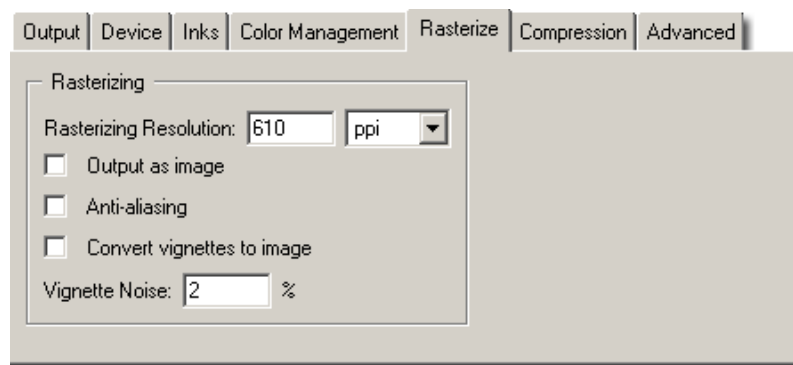 Output Device Inks Color Management Rasterize Compression Advanced
Rasterizing
Rasterizing Resolution: 610 ppi
Output as image
Anti-aliasing
Convert vignettes to image
Vignette Noise: 2 %